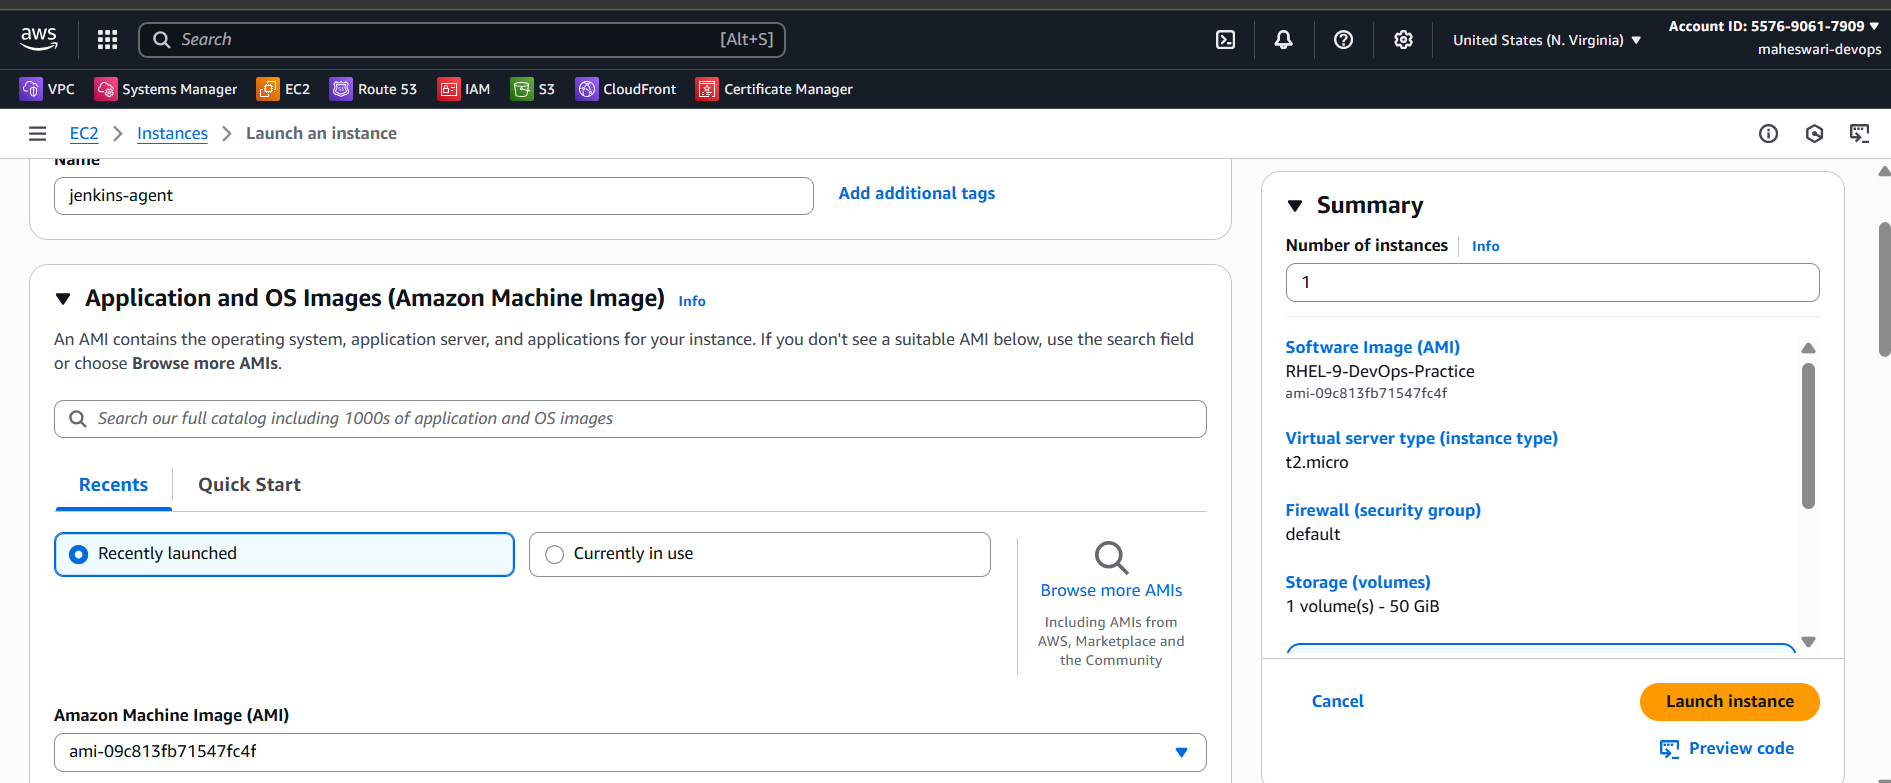 aws
Search [Alt+S]
United States (N. Virginia)
Account ID: 5576-9061-7909
maheswari-devops
VPC Systems Manager EC2 Route 53 IAM S3 CloudFront Certificate Manager
EC2 Instances Launch an instance
Name
jenkins-agent
Add additional tags
Application and OS Images (Amazon Machine Image) Info
An AMI contains the operating system, application server, and applications for your instance. If you don't see a suitable AMI below, use the search field
or choose Browse more AMIs.
Search our full catalog including 1000s of application and OS images
Recents Quick Start
Recently launched
Currently in use
Browse more AMIs
Including AMIs from
AWS, Marketplace and
the Community
Amazon Machine Image (AMI)
ami-09c813fb71547fc4f
Summary
Number of instances Info
1
Software Image (AMI)
RHEL-9-DevOps-Practice
ami-09c813fb71547fc4f
Virtual server type (instance type)
t2.micro
Firewall (security group)
default
Storage (volumes)
1 volume(s) - 50 GiB
Cancel
Launch instance
Preview code